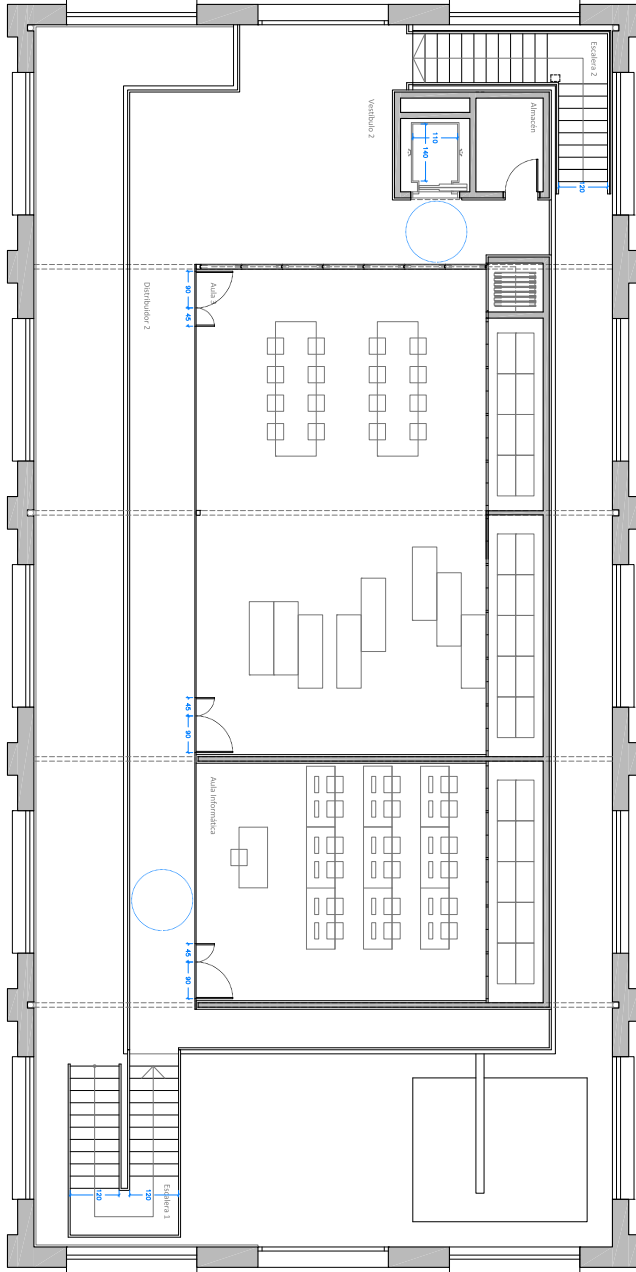 Escalera 2
Almacén
Vestíbulo 2
110
140
120
Distribuidor 2
Aula 3
90
45
45
90
Aula Informática
45
90
Escalera 1
120
120